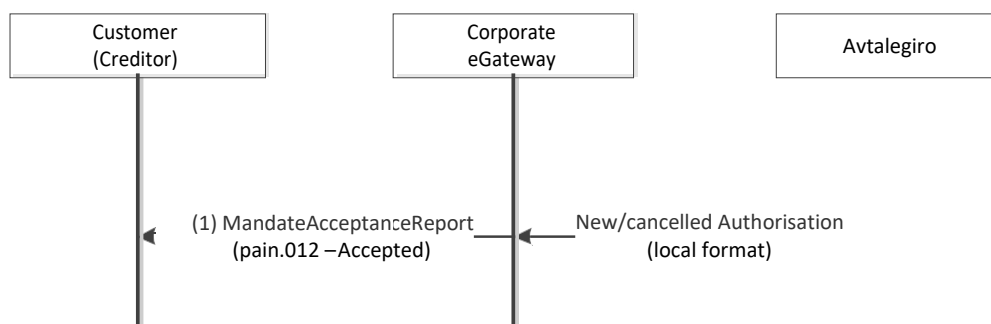 Customer
(Creditor)
Corporate
eGateway
Avtalegiro
(1) MandateAcceptanceReport
(pain.012 –Accepted)
New/cancelled Authorisation
(local format)